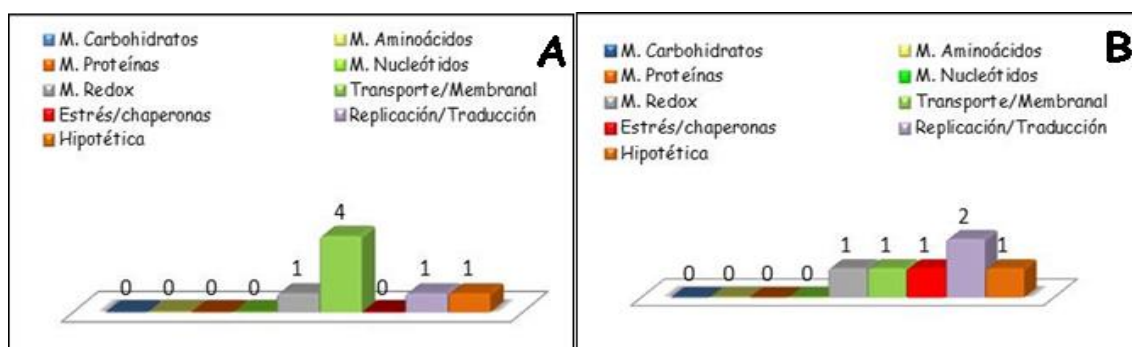 M. Carbohidratos M. Aminoácidos
M. Proteínas M. Nucleótidos
M. Redox Transporte/Membranal
Estrés/chaperonas Replicación/Traducción
Hipotética
A
0 0 0 0 1 4 0 1 1
M. Carbohidratos M. Aminoácidos
M. Proteínas M. Nucleótidos
M. Redox Transporte/Membranal
Estrés/chaperonas Replicación/Traducción
Hipotética
B
0 0 0 0 1 1 1 2 1